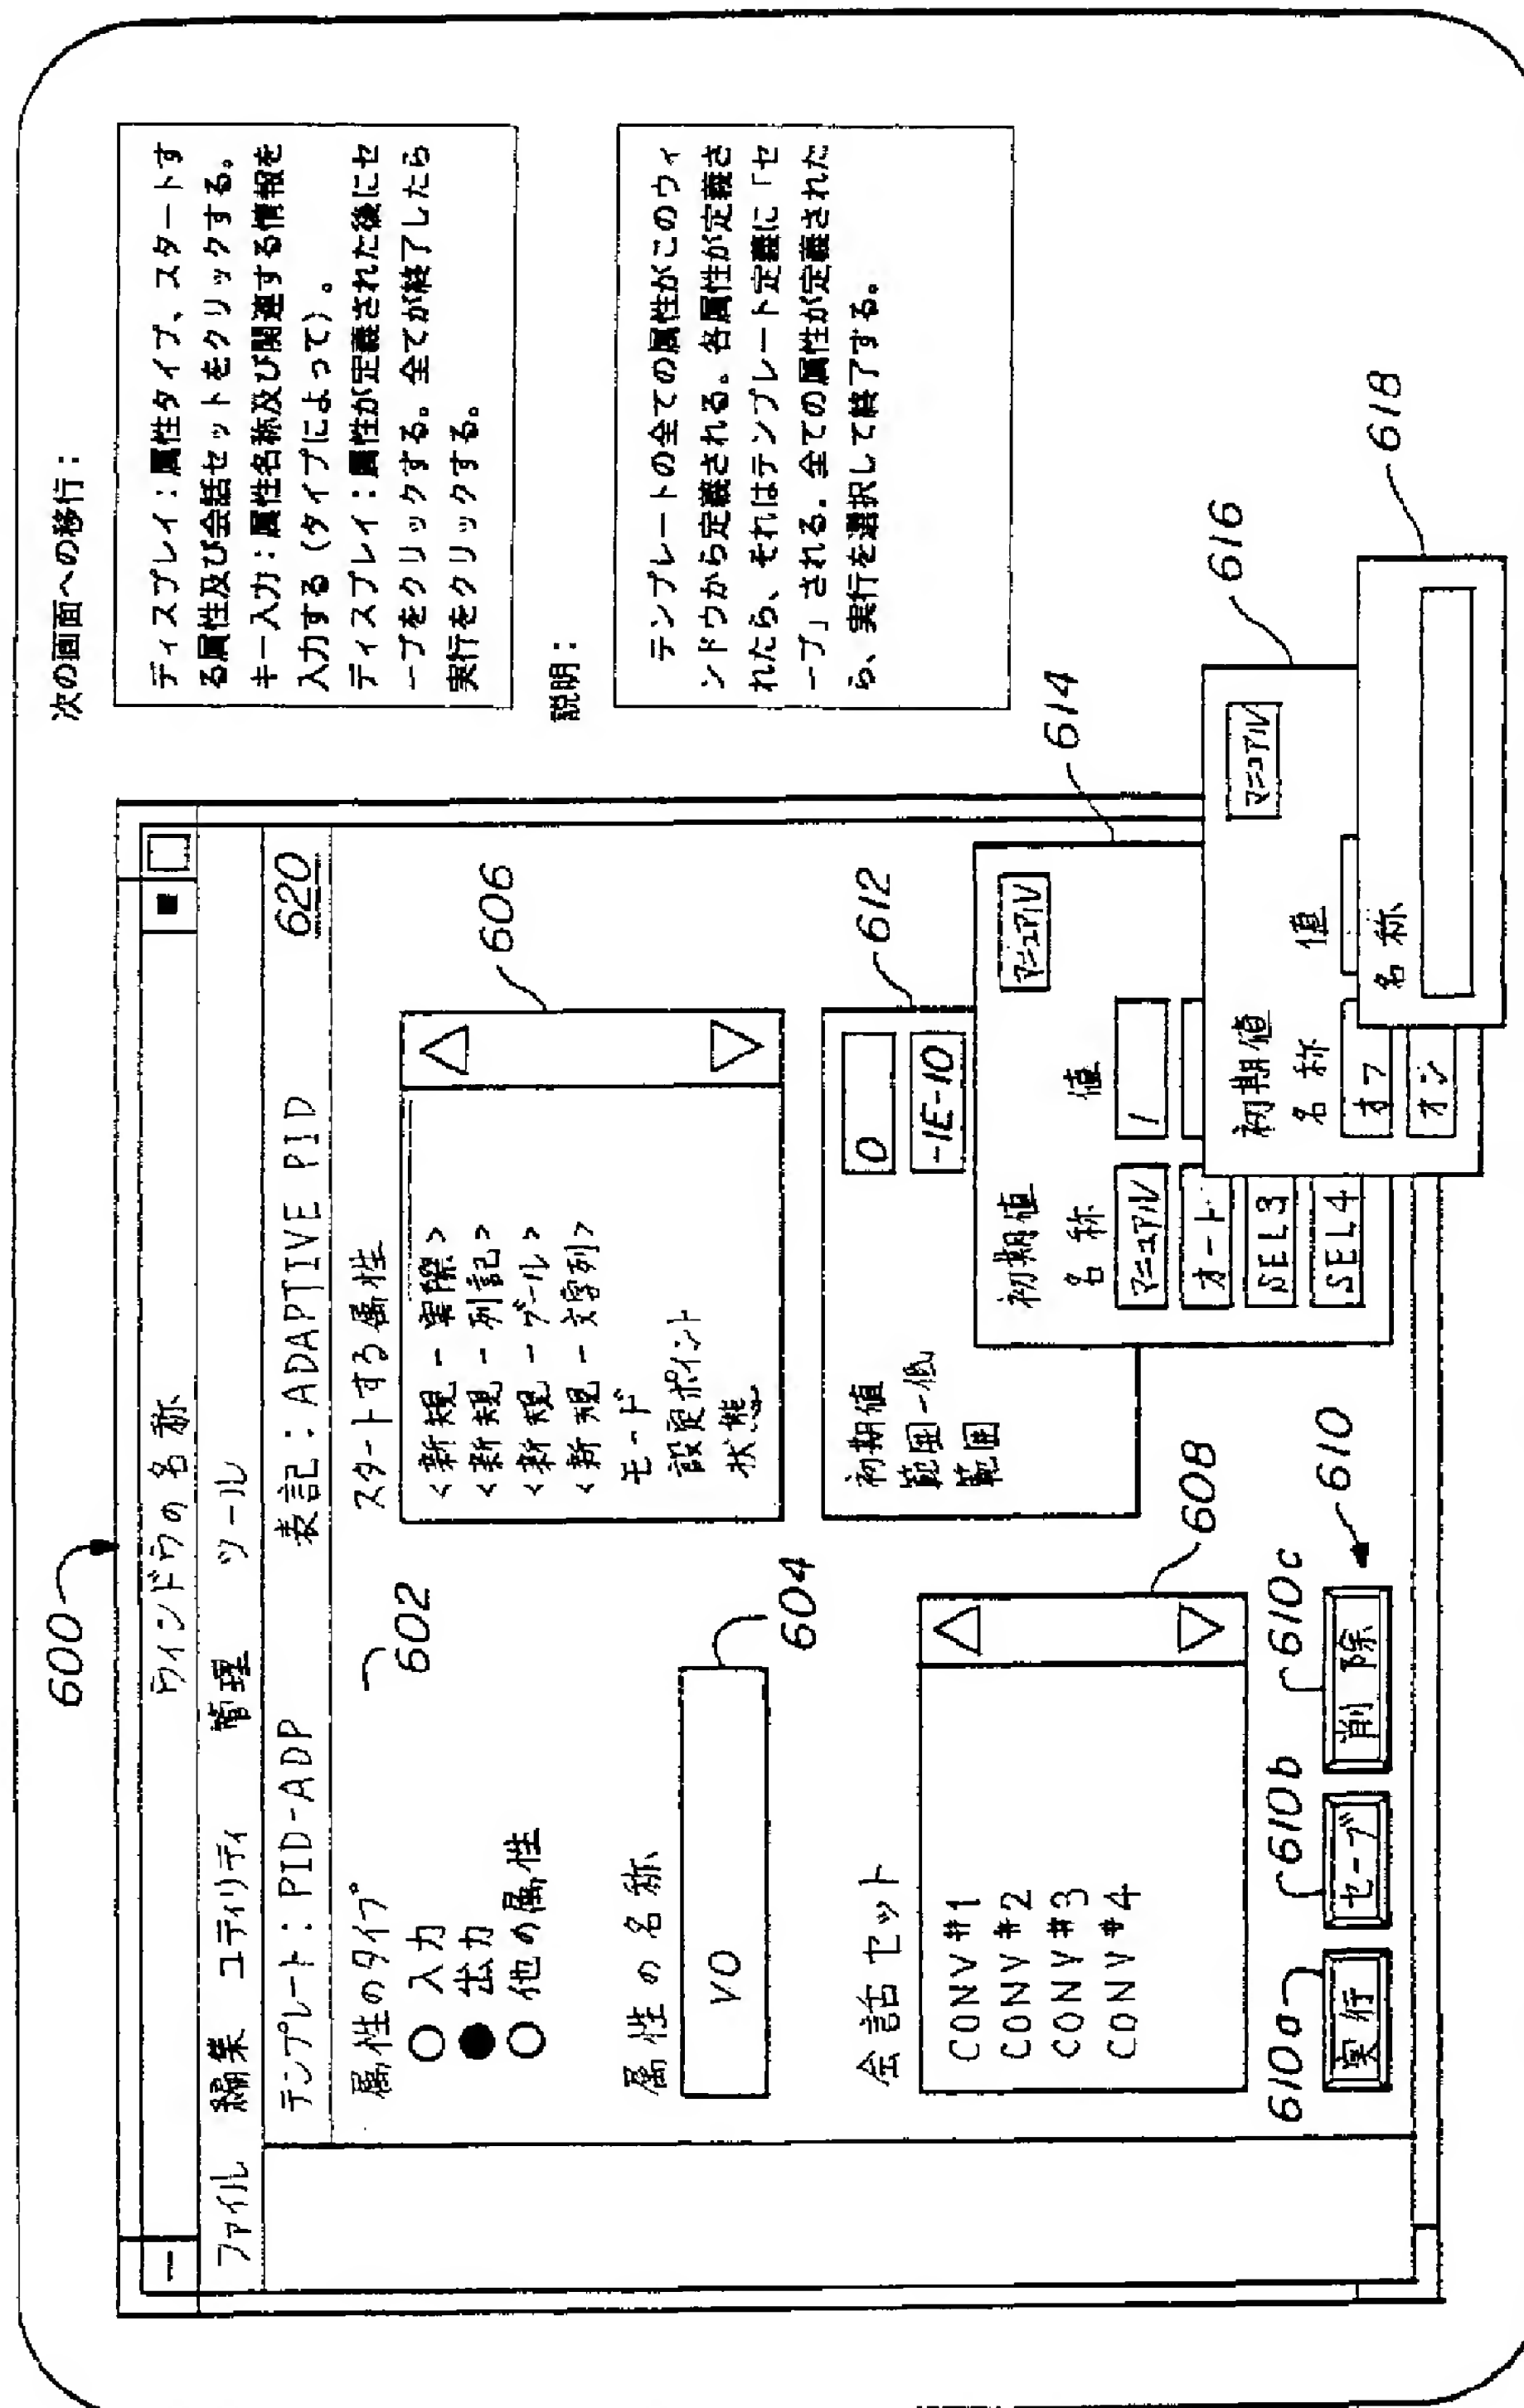 600
ウィンドウの名称
ファイル 編集 ユティリティ 管理 ツール
テンプレート：PID-ADP 表記：ADAPTIVE PID 620
属性のタイプ
入力
出力
他の属性
602
スタートする属性
<新規－実際>
<新規－列記>
<新規－ブール>
<新規－文字列>
モード
設定ポイント
状態
606
属性の名称
VO
604
会話セット
CONV#1
CONV#2
CONV#3
CONV#4
608
初期値 0
範囲－低 -1E-10
範囲
612
初期値 マニュアル
名称 値
マニュアル 1
オート
SEL3
SEL4
614
初期値 マニュアル
名称 値
オフ
オン
616
名称
618
610a 610b 610c 610
実行 セーブ 削除
次の画面への移行：
ディスプレイ：属性タイプ、スタートす
る属性及び会話セットをクリックする。
キー入力：属性名称及び関連する情報を
入力する（タイプによって）。
ディスプレイ：属性が定義された後にセ
ーブをクリックする。全てが終了したら
実行をクリックする。
説明：
テンプレートの全ての属性がこのウィ
ンドウから定義される。各属性が定義さ
れたら、それはテンプレート定義に「セ
ーブ」される。全ての属性が定義された
ら、実行を選択して終了する。